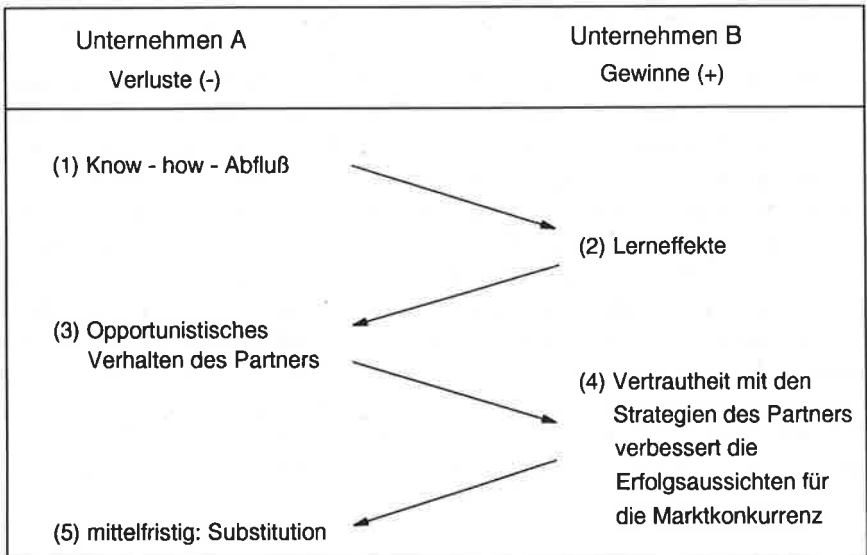 Unternehmen A
Verluste (-)
Unternehmen B
Gewinne (+)
(1) Know - how - Abfluß
(2) Lerneffekte
(3) Opportunistisches
Verhalten des Partners
(4) Vertrautheit mit den
Strategien des Partners
verbessert die
Erfolgsaussichten für
die Marktkonkurrenz
(5) mittelfristig: Substitution